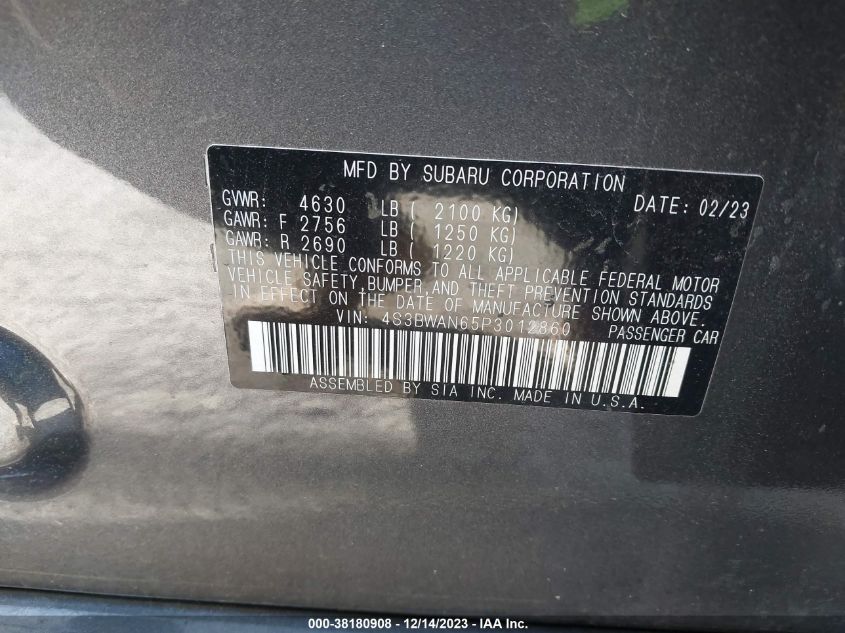 MFD BY SUBARU CORPORATION DATE: 02/23
GVWR: 4630 LB ( 2100 KG)
GAWR: F 2756 LB ( 1250 KG)
GAWR: R 2690 LB ( 1220 KG)
THIS VEHICLE CONFORMS TO ALL APPLICABLE FEDERAL MOTOR
VEHICLE SAFETY, BUMPER, AND THEFT PREVENTION STANDARDS
IN EFFECT ON THE DATE OF MANUFACTURE SHOWN ABOVE.
VIN: 4S3BWAN65P3012860 PASSENGER CAR
ASSEMBLED BY SIA INC. MADE IN U.S.A.
000-38180908 - 12/14/2023 - IAA Inc.